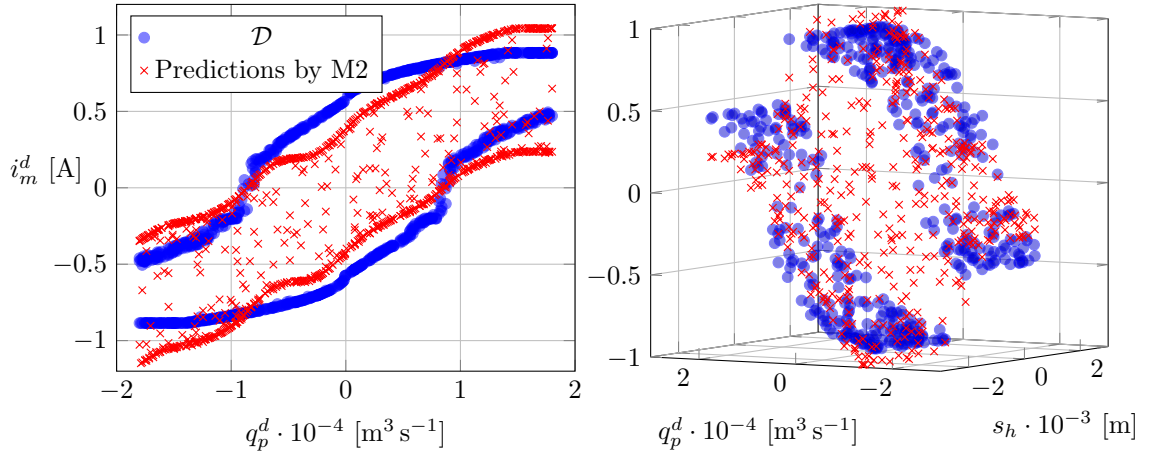 1
0.5
0
−0.5
−1
−2 −1 0 1 2
i_m^d [A]
q_p^d · 10^{−4} [m^3 s^{−1}]
𝒟
Predictions by M2
1
0.5
0
−0.5
−1
2 0 −2
−2 0 2
q_p^d · 10^{−4} [m^3 s^{−1}]
s_h · 10^{−3} [m]